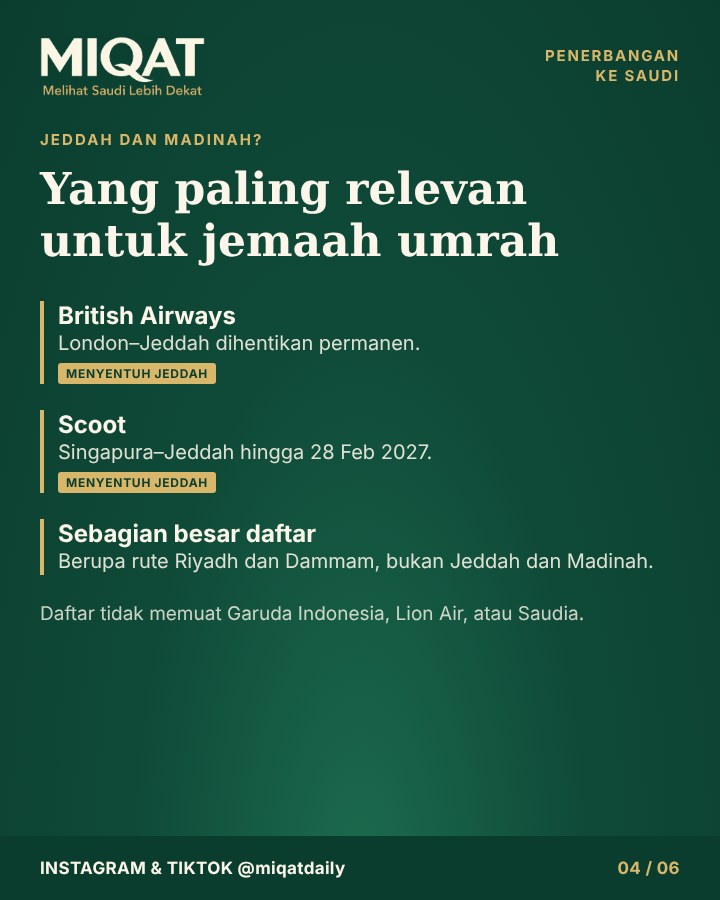 MIQAT
Melihat Saudi Lebih Dekat
PENERBANGAN
KE SAUDI
JEDDAH DAN MADINAH?
Yang paling relevan
untuk jemaah umrah
British Airways
London–Jeddah dihentikan permanen.
MENYENTUH JEDDAH
Scoot
Singapura–Jeddah hingga 28 Feb 2027.
MENYENTUH JEDDAH
Sebagian besar daftar
Berupa rute Riyadh dan Dammam, bukan Jeddah dan Madinah.
Daftar tidak memuat Garuda Indonesia, Lion Air, atau Saudia.
INSTAGRAM & TIKTOK @miqatdaily
04 / 06